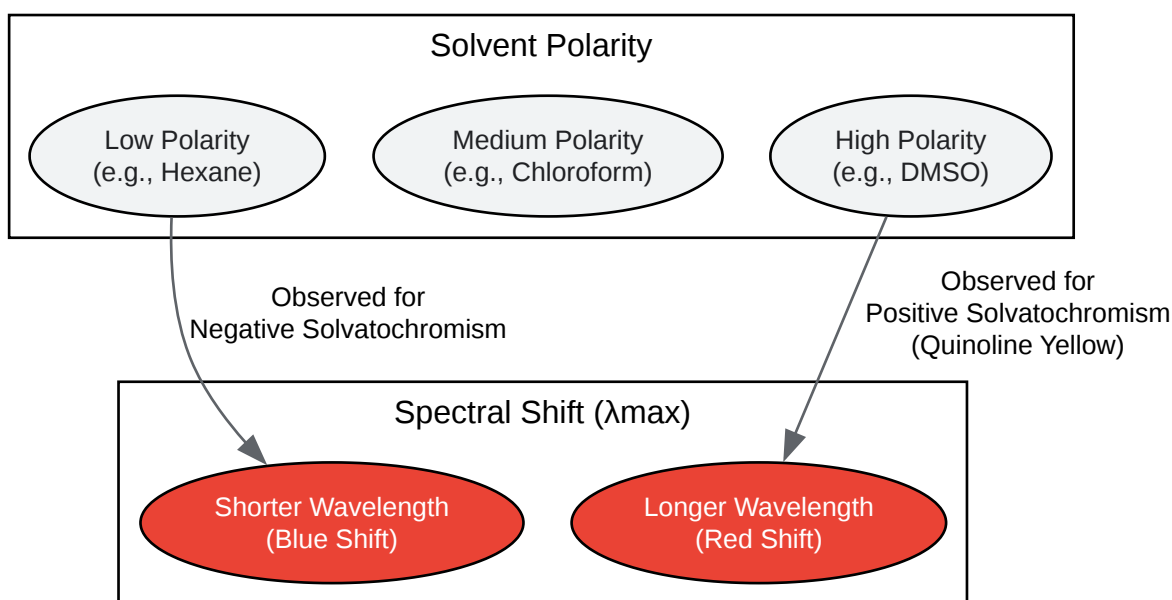 Solvent Polarity
Low Polarity
(e.g., Hexane)
Medium Polarity
(e.g., Chloroform)
High Polarity
(e.g., DMSO)
Observed for
Negative Solvatochromism
Observed for
Positive Solvatochromism
(Quinoline Yellow)
Spectral Shift (λmax)
Shorter Wavelength
(Blue Shift)
Longer Wavelength
(Red Shift)